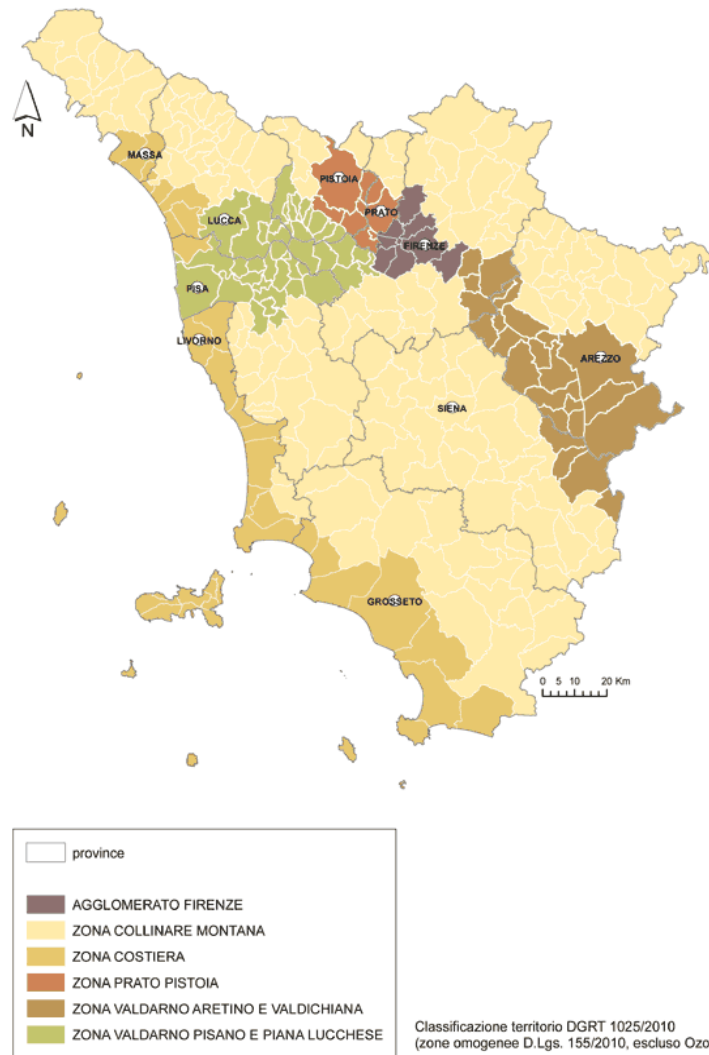 N
MASSA
PISTOIA
LUCCA
PRATO
FIRENZE
PISA
LIVORNO
AREZZO
SIENA
GROSSETO
0 5 10 20 Km
province
AGGLOMERATO FIRENZE
ZONA COLLINARE MONTANA
ZONA COSTIERA
ZONA PRATO PISTOIA
ZONA VALDARNO ARETINO E VALDICHIANA
ZONA VALDARNO PISANO E PIANA LUCCHESE
Classificazione territorio DGRT 1025/2010
(zone omogenee D.Lgs. 155/2010, escluso Ozo